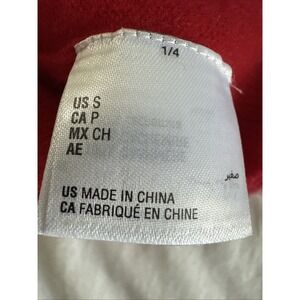 1/4
US S
CA P
MX CH
AE
صغير
US MADE IN CHINA
CA FABRIQUÉ EN CHINE